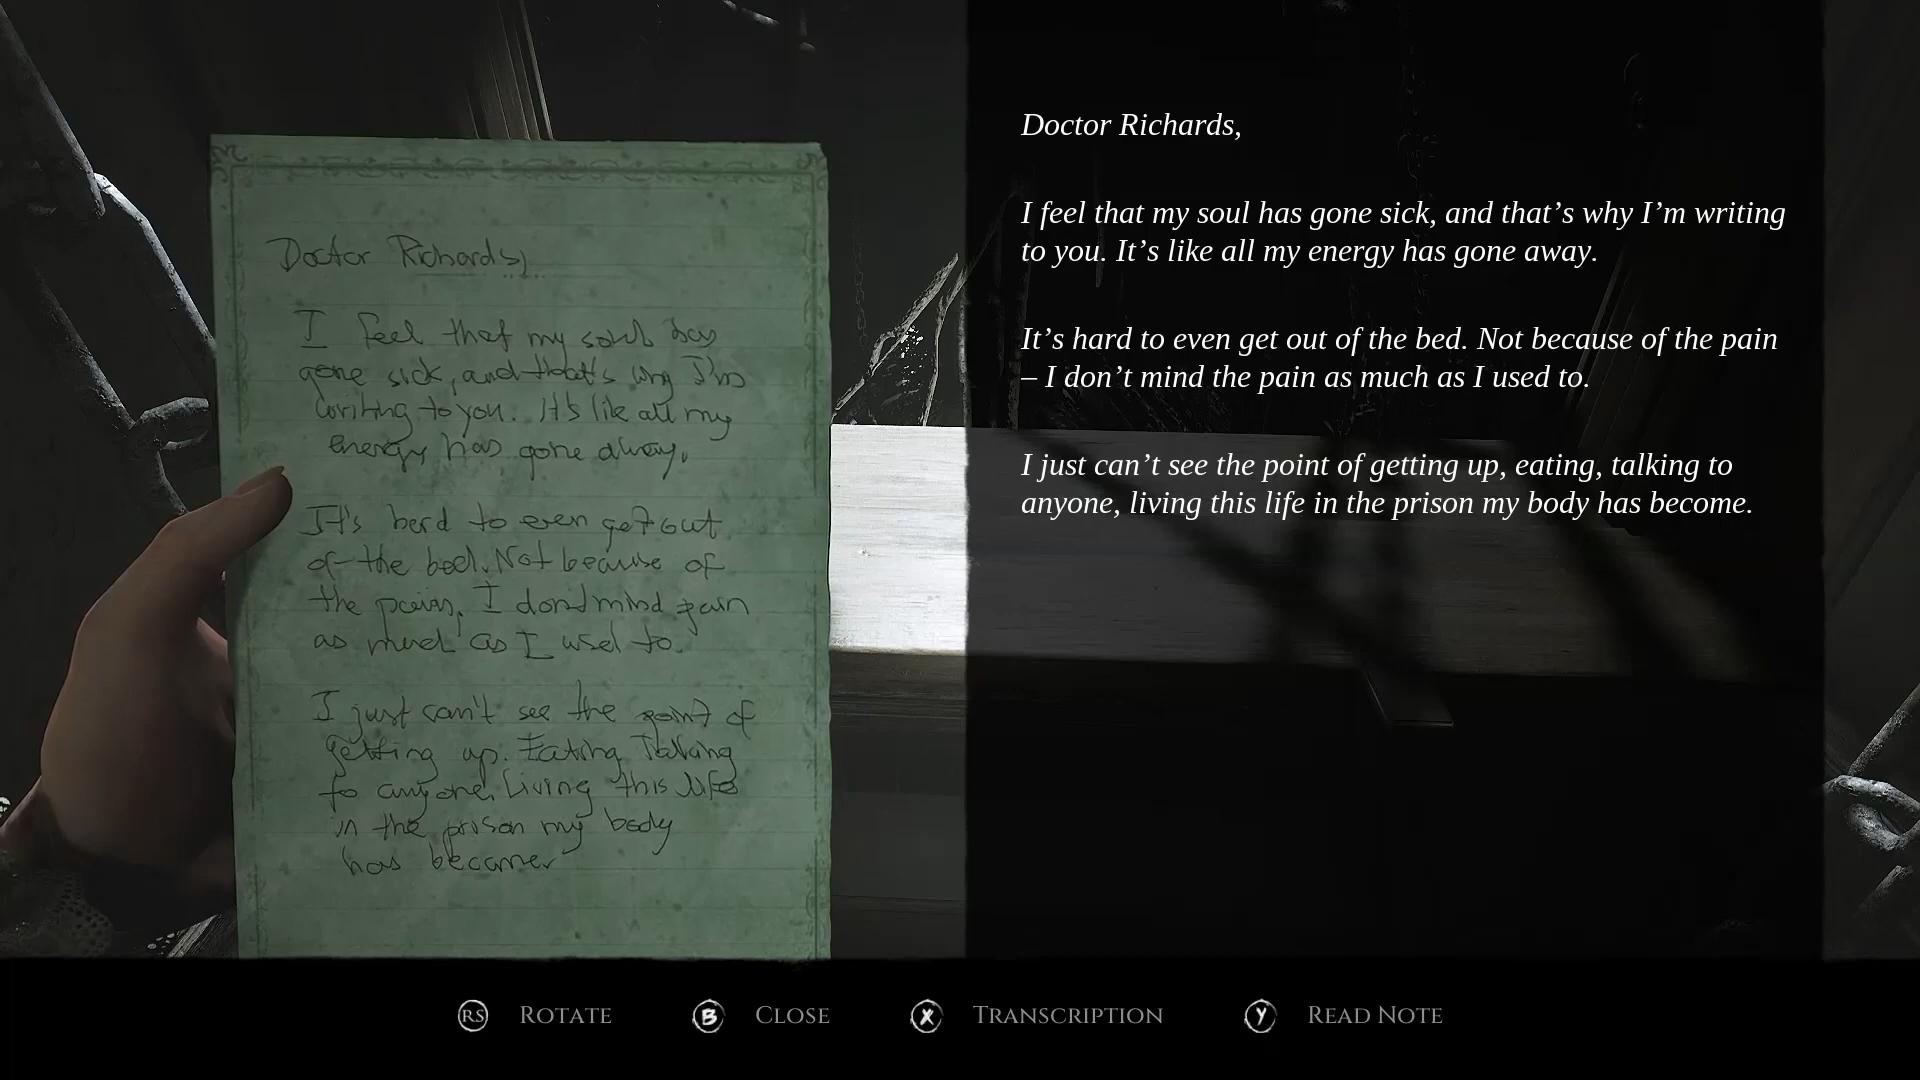 Doctor Richards,
I feel that my soul has
gone sick, and that's why I'm
writing to you. It's like all my
energy has gone away.
It's hard to even get out
of the bed. Not because of
the pain. I don't mind pain
as much as I used to.
I just can't see the point of
getting up. Eating. Talking
to anyone. Living this life
in the prison my body
has become.
Doctor Richards,
I feel that my soul has gone sick, and that’s why I’m writing
to you. It’s like all my energy has gone away.
It’s hard to even get out of the bed. Not because of the pain
– I don’t mind the pain as much as I used to.
I just can’t see the point of getting up, eating, talking to
anyone, living this life in the prison my body has become.
RS ROTATE B CLOSE X TRANSCRIPTION Y READ NOTE